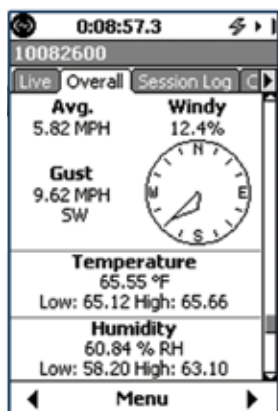 0:08:57.3
10082600
Live Overall Session Log C
Avg. Windy
5.82 MPH 12.4%
Gust
9.62 MPH
SW
N
W E
S
Temperature
65.55 °F
Low: 65.12 High: 65.66
Humidity
60.84 % RH
Low: 58.20 High: 63.10
Menu